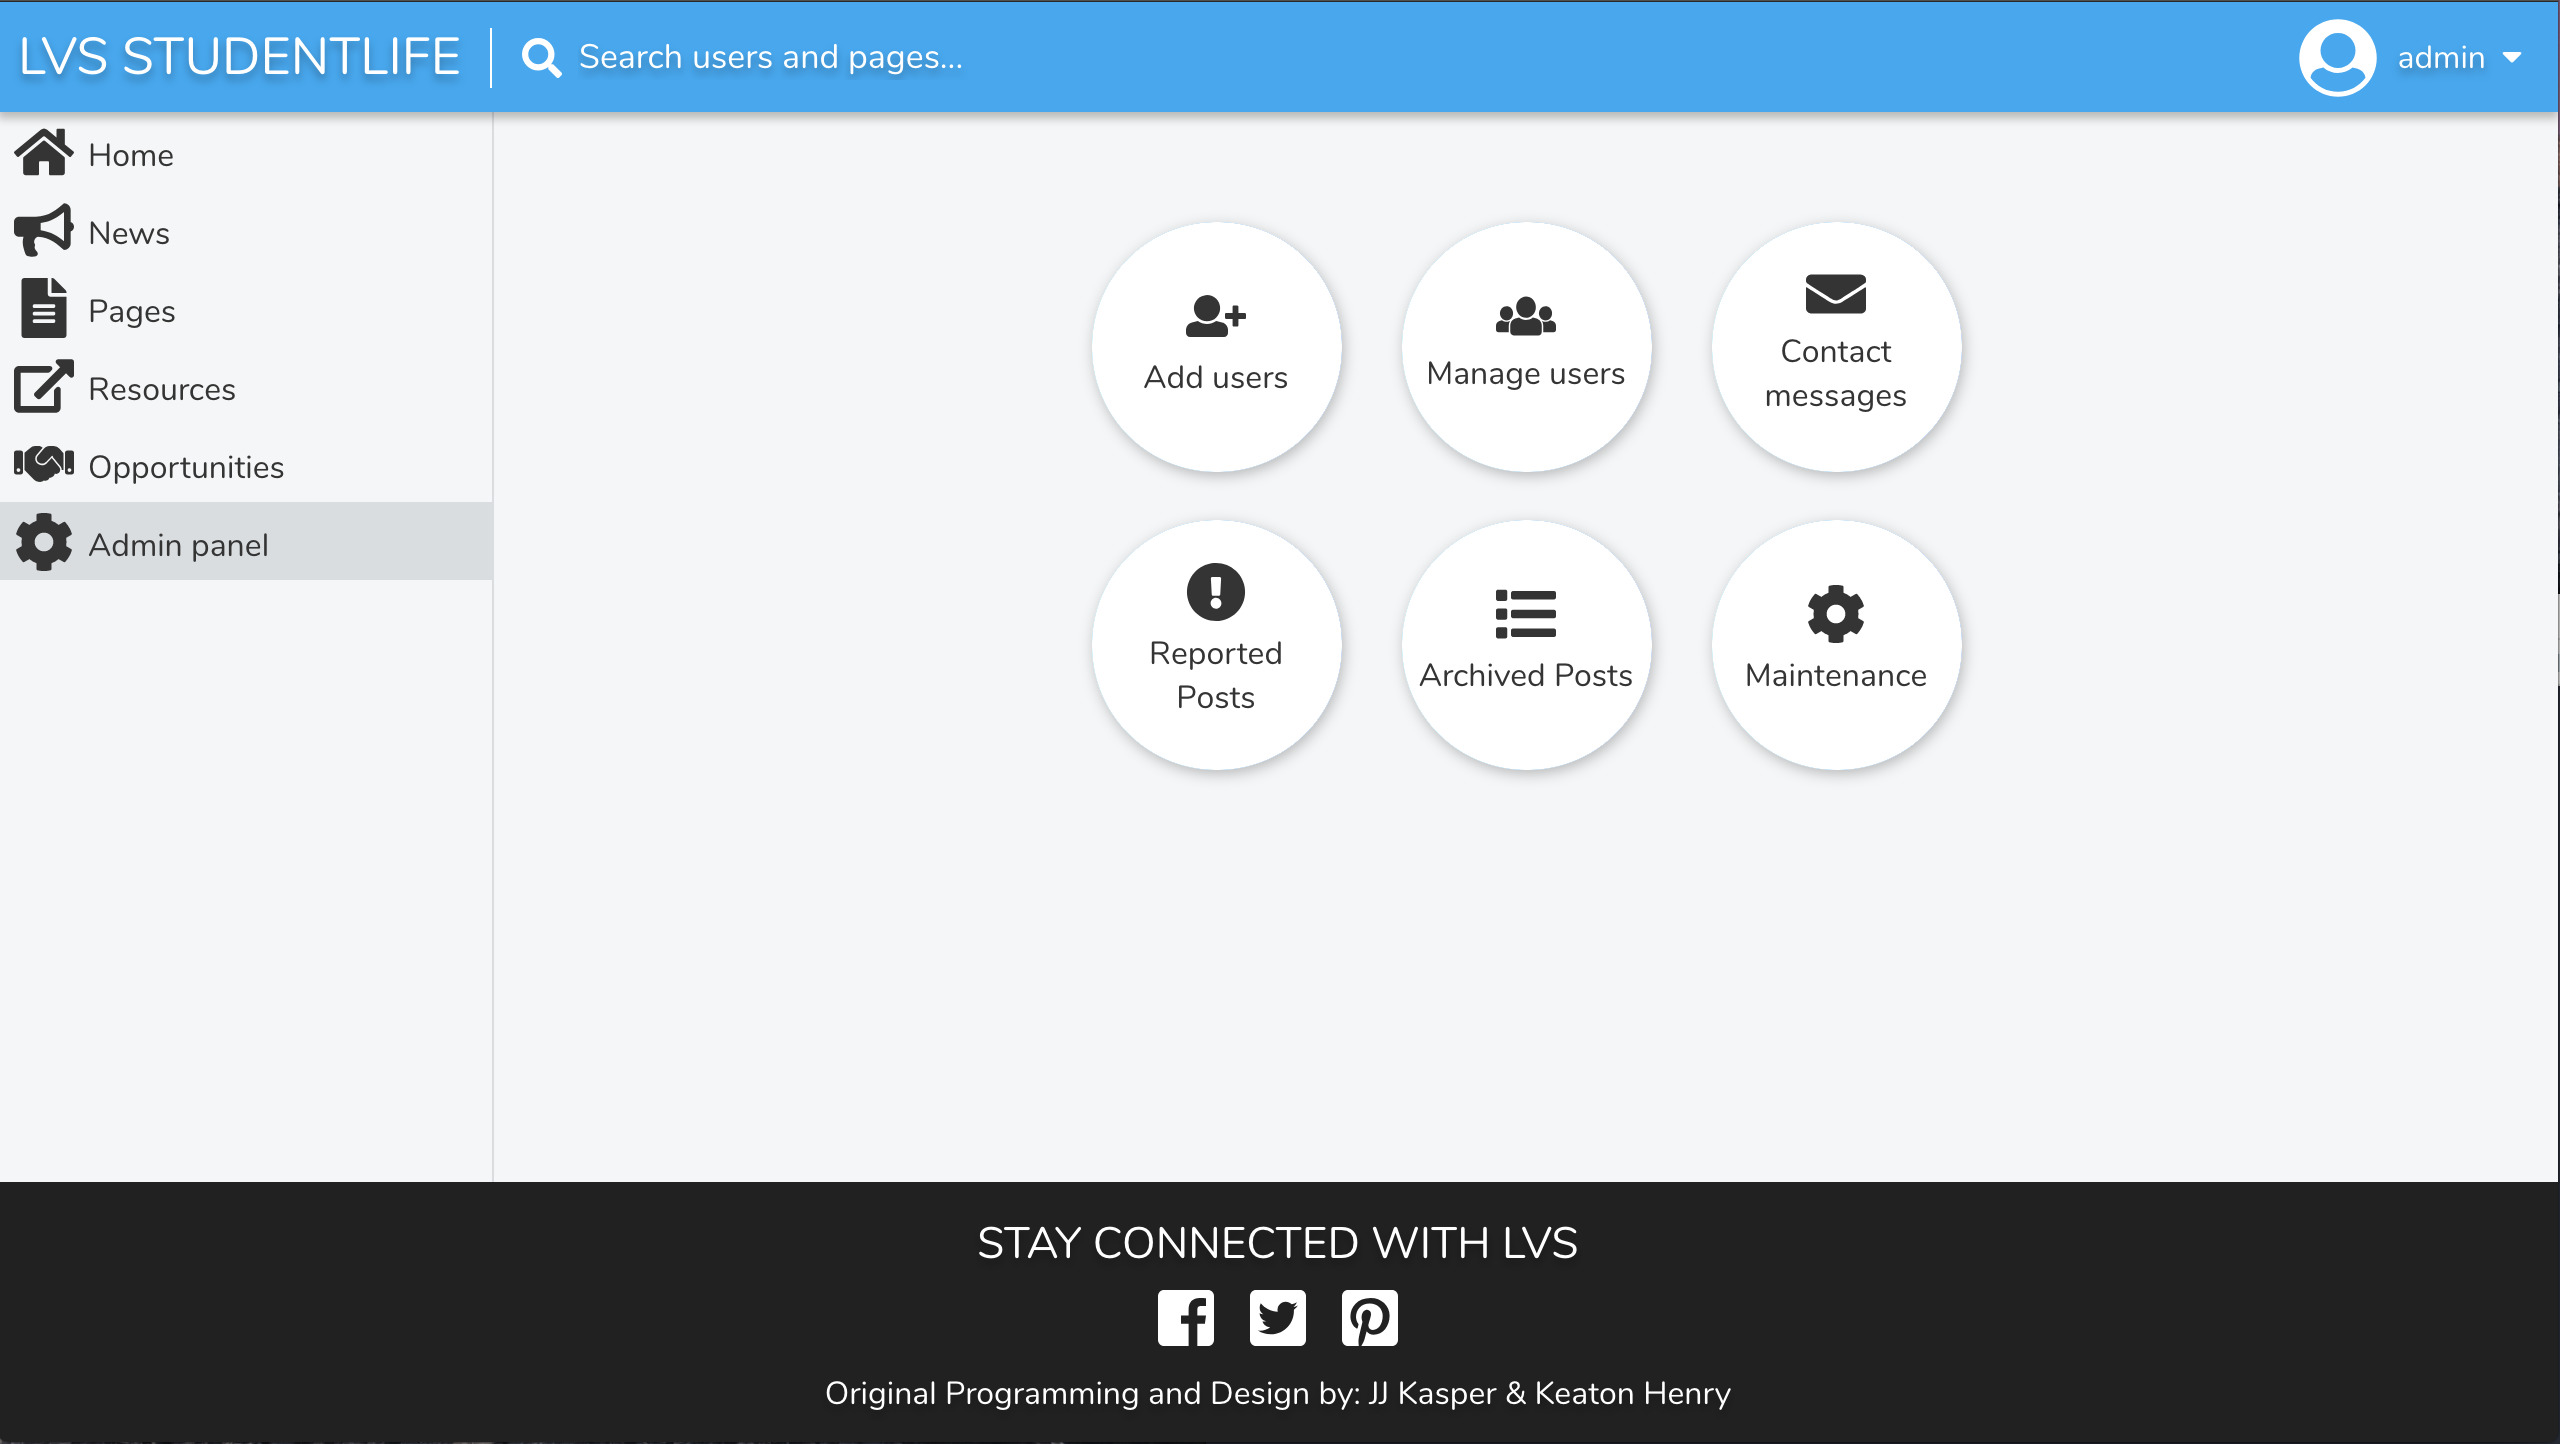 LVS STUDENTLIFE
Search users and pages...
admin
Home
News
Pages
Resources
Opportunities
Admin panel
Add users
Manage users
Contact
messages
Reported
Posts
Archived Posts
Maintenance
STAY CONNECTED WITH LVS
Original Programming and Design by: JJ Kasper & Keaton Henry